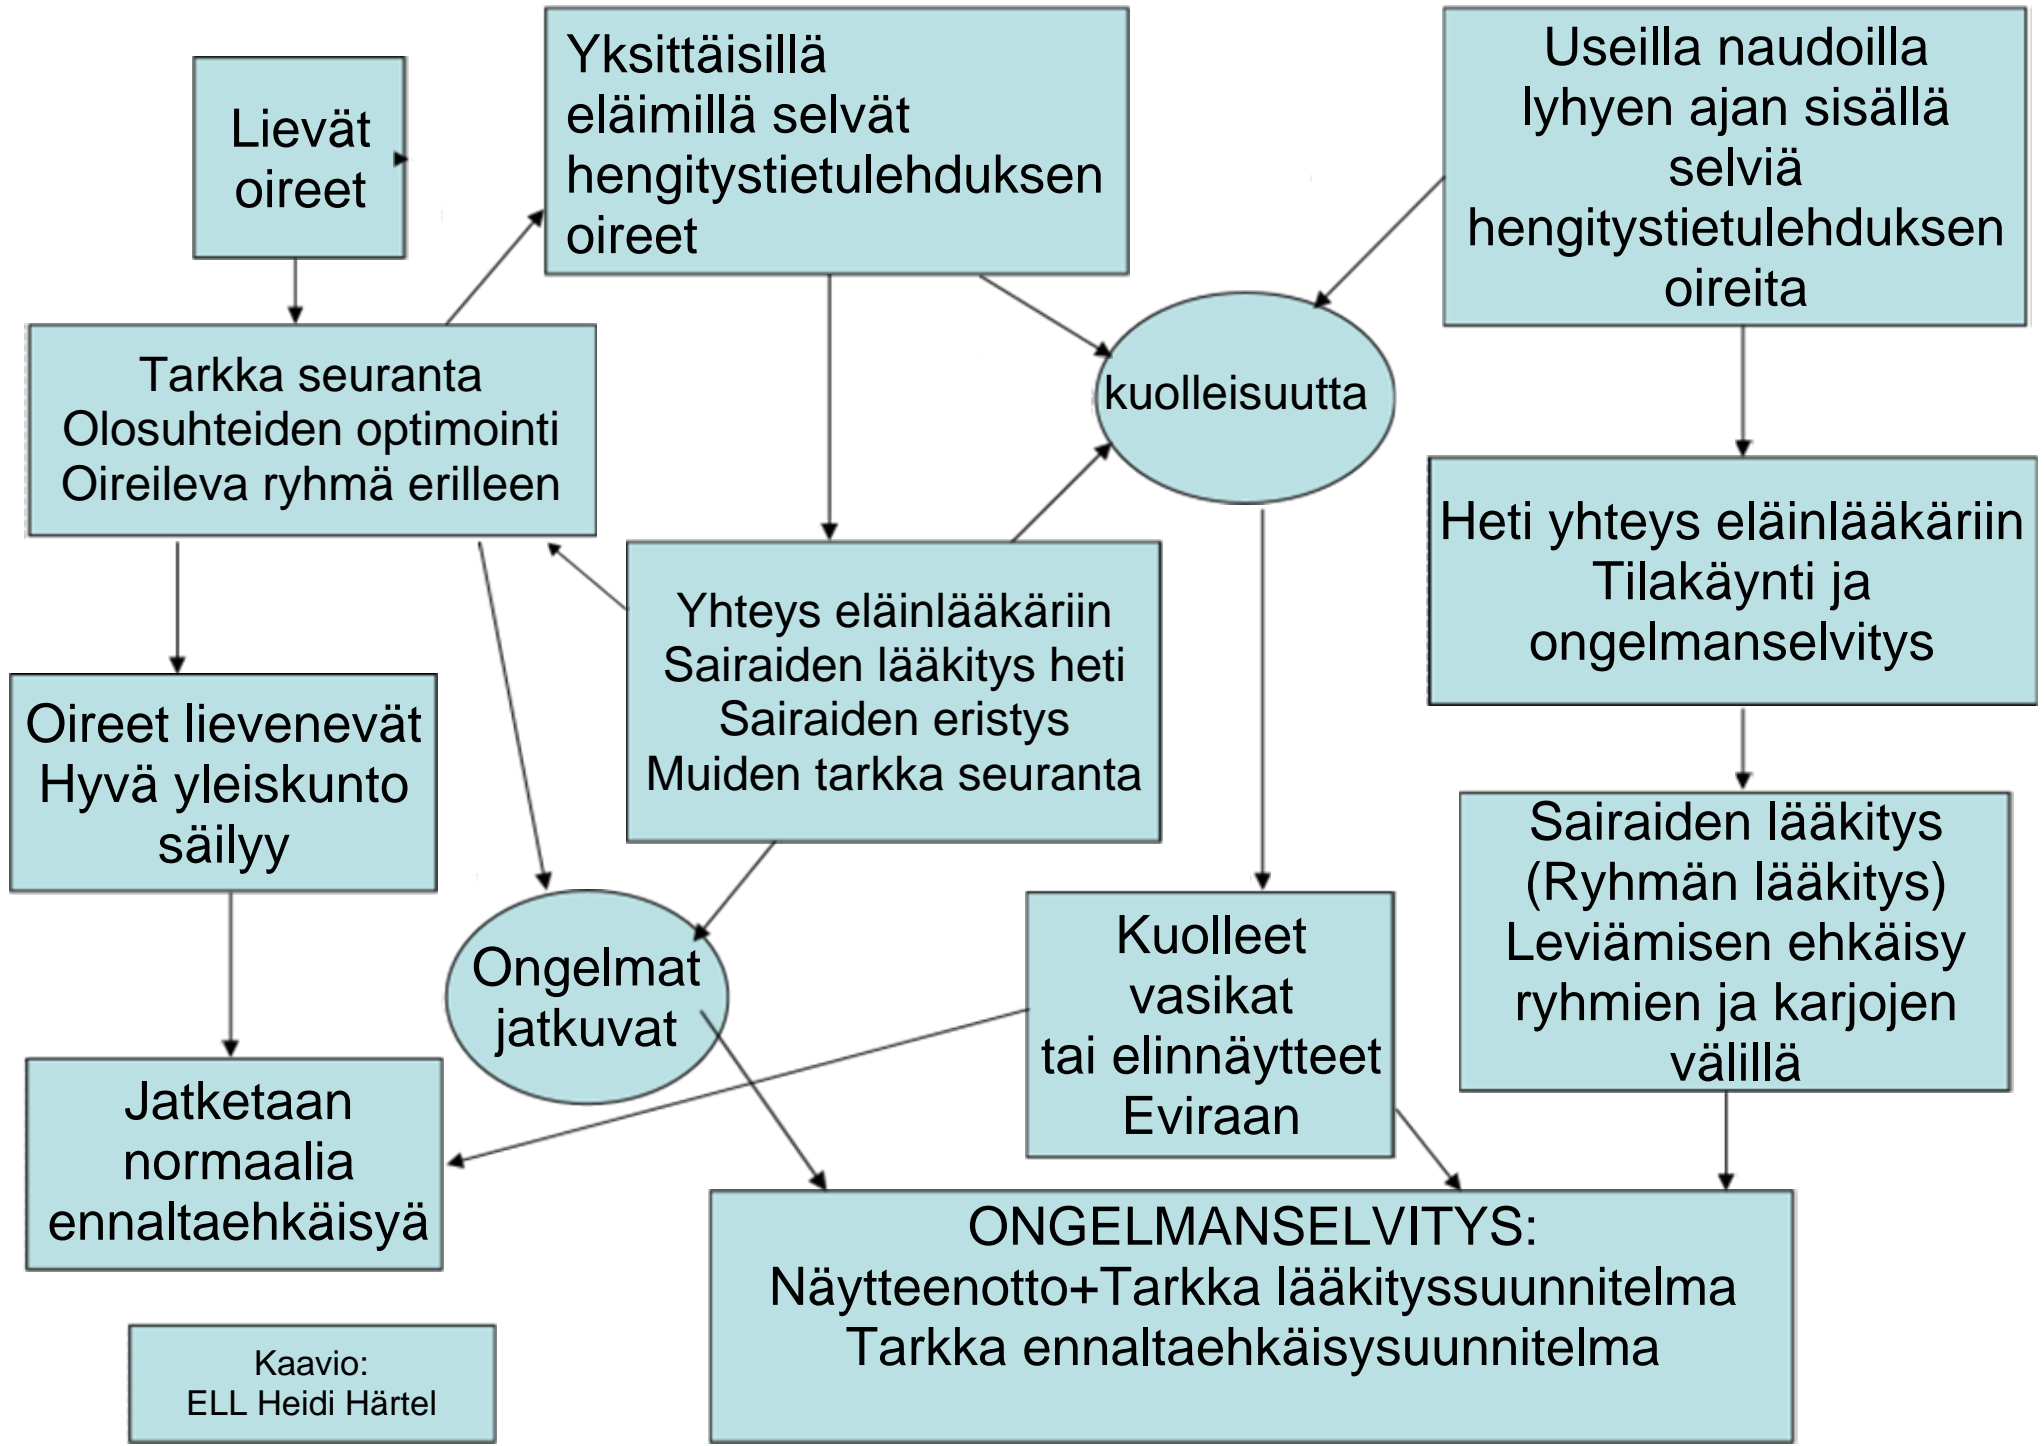 Lievät
oireet
Yksittäisillä
eläimillä selvät
hengitystietulehduksen
oireet
Useilla naudoilla
lyhyen ajan sisällä
selviä
hengitystietulehduksen
oireita
Tarkka seuranta
Olosuhteiden optimointi
Oireileva ryhmä erilleen
kuolleisuutta
Heti yhteys eläinlääkäriin
Tilakäynti ja
ongelmanselvitys
Yhteys eläinlääkäriin
Sairaiden lääkitys heti
Sairaiden eristys
Muiden tarkka seuranta
Oireet lievenevät
Hyvä yleiskunto
säilyy
Sairaiden lääkitys
(Ryhmän lääkitys)
Leviämisen ehkäisy
ryhmien ja karjojen
välillä
Ongelmat
jatkuvat
Kuolleet
vasikat
tai elinnäytteet
Eviraan
Jatketaan
normaalia
ennaltaehkäisyä
ONGELMANSELVITYS:
Näytteenotto+Tarkka lääkityssuunnitelma
Tarkka ennaltaehkäisysuunnitelma
Kaavio:
ELL Heidi Härtel